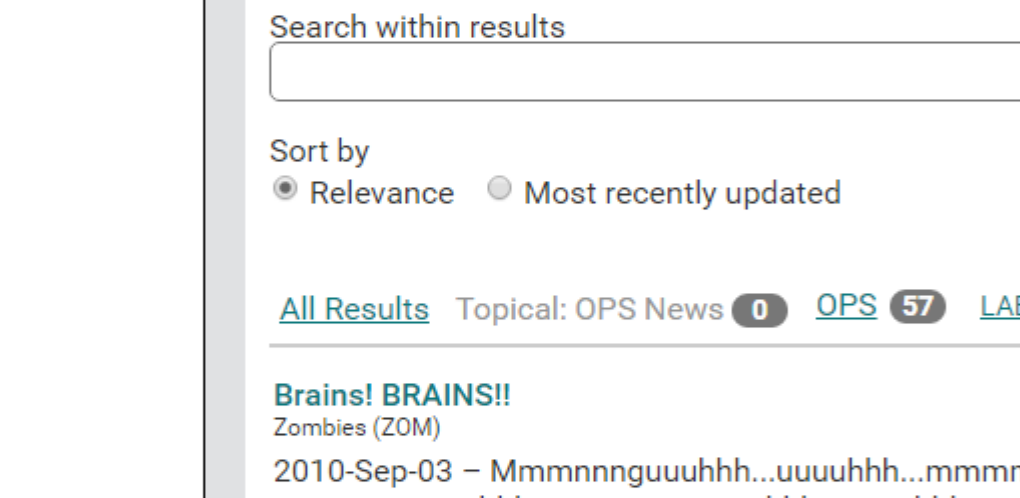 Search within results
Sort by
Relevance Most recently updated
All Results Topical: OPS News 0 OPS 57
Brains! BRAINS!!
Zombies (ZOM)
2010-Sep-03 – Mmmnnnguuuhhh...uuuuhhh...mmmn